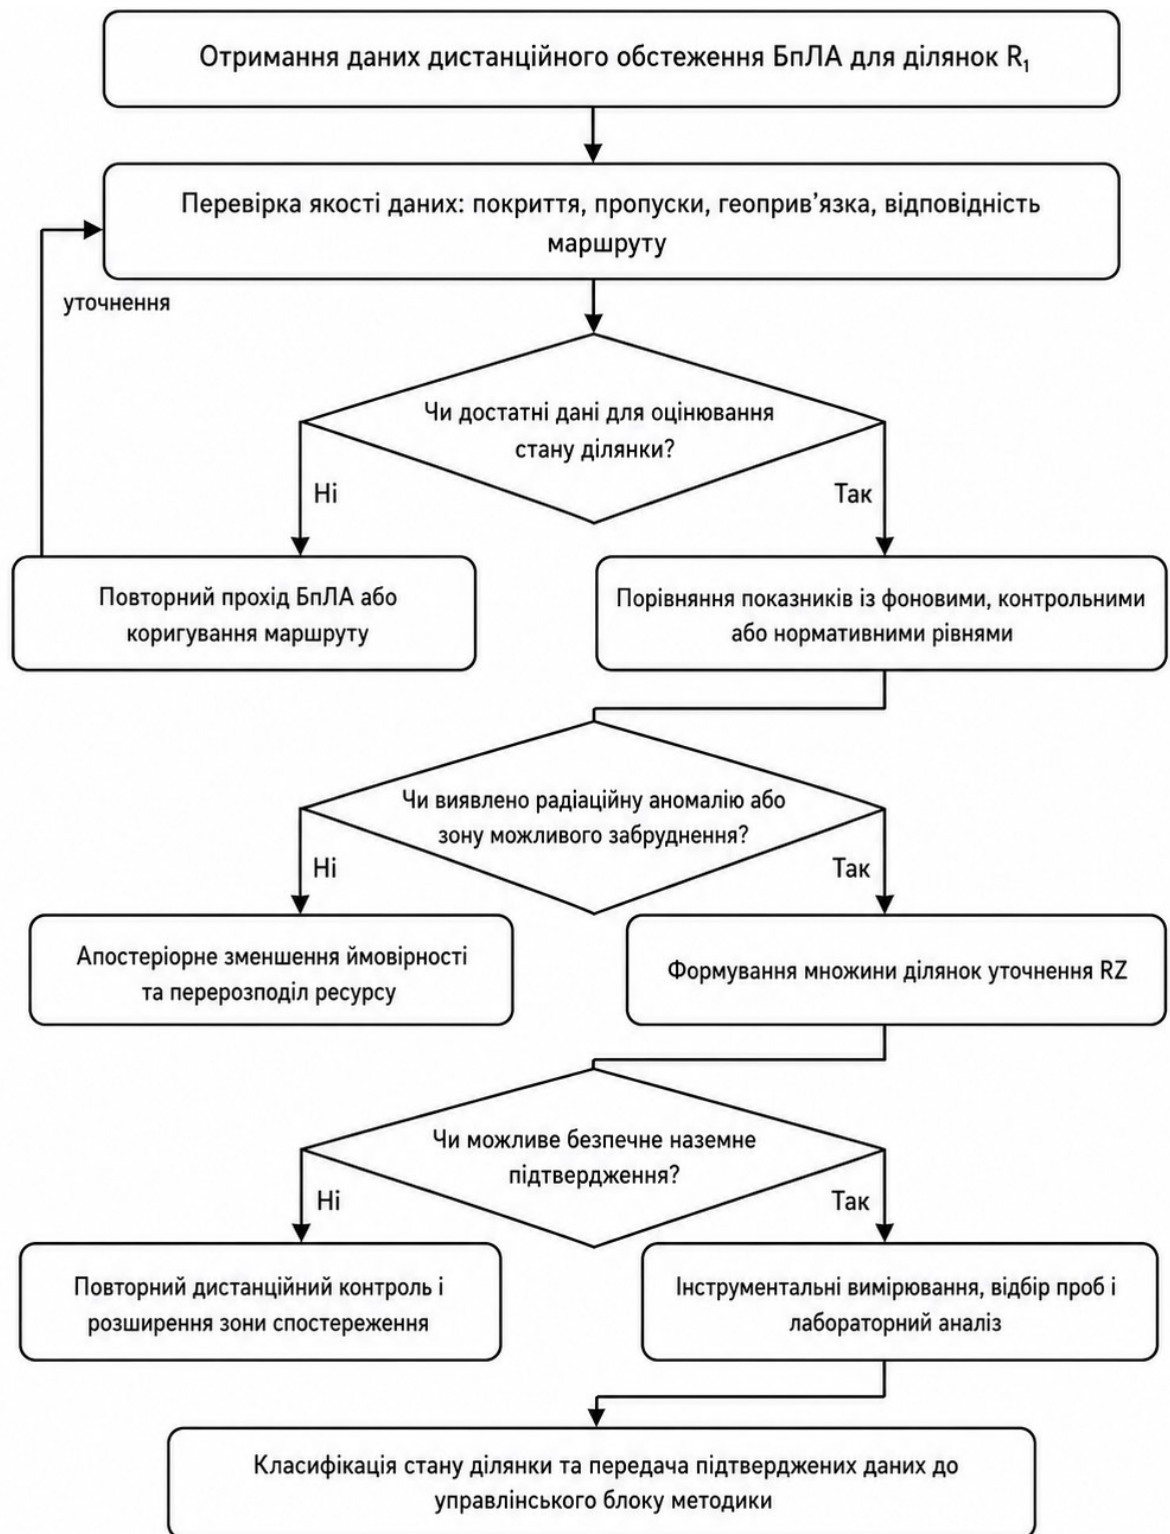 Отримання даних дистанційного обстеження БпЛА для ділянок R₁
Перевірка якості даних: покриття, пропуски, геоприв’язка, відповідність
маршруту
уточнення
Чи достатні дані для оцінювання
стану ділянки?
Ні
Так
Повторний прохід БпЛА або
коригування маршруту
Порівняння показників із фоновими, контрольними
або нормативними рівнями
Чи виявлено радіаційну аномалію або
зону можливого забруднення?
Ні
Так
Апостеріорне зменшення ймовірності
та перерозподіл ресурсу
Формування множини ділянок уточнення RZ
Чи можливе безпечне наземне
підтвердження?
Ні
Так
Повторний дистанційний контроль і
розширення зони спостереження
Інструментальні вимірювання, відбір проб і
лабораторний аналіз
Класифікація стану ділянки та передача підтверджених даних до
управлінського блоку методики